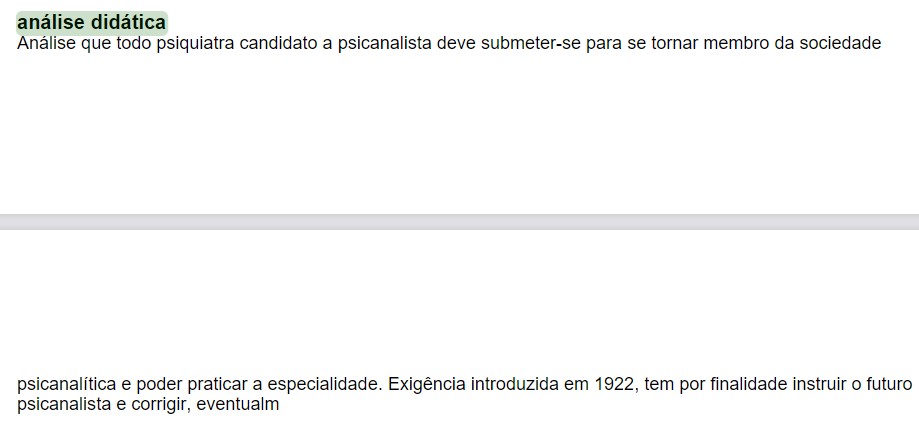 análise didática
Análise que todo psiquiatra candidato a psicanalista deve submeter-se para se tornar membro da sociedade
psicanalítica e poder praticar a especialidade. Exigência introduzida em 1922, tem por finalidade instruir o futuro
psicanalista e corrigir, eventualm